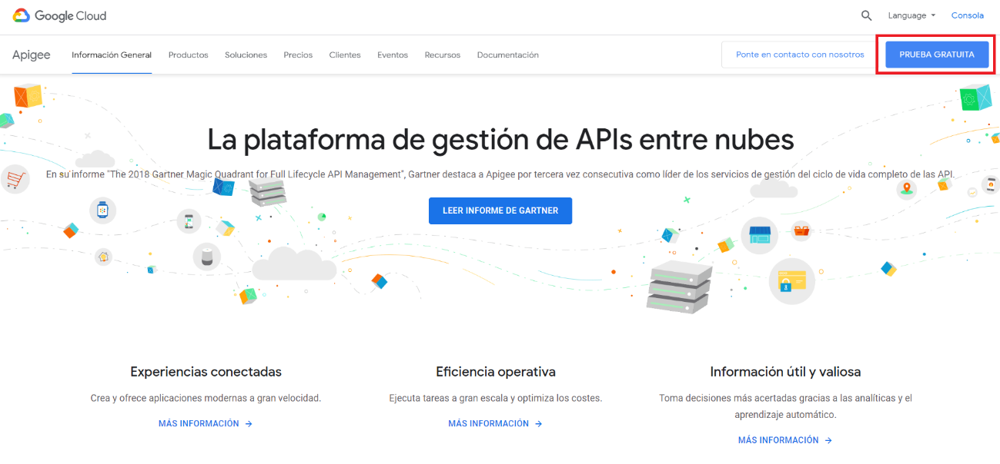 Google Cloud
Language
Consola
Apigee
Información General
Productos
Soluciones
Precios
Clientes
Eventos
Recursos
Documentación
Ponte en contacto con nosotros
PRUEBA GRATUITA
La plataforma de gestión de APIs entre nubes
En su informe "The 2018 Gartner Magic Quadrant for Full Lifecycle API Management", Gartner destaca a Apigee por tercera vez consecutiva como líder de los servicios de gestión del ciclo de vida completo de las API.
LEER INFORME DE GARTNER
Experiencias conectadas
Crea y ofrece aplicaciones modernas a gran velocidad.
MÁS INFORMACIÓN →
Eficiencia operativa
Ejecuta tareas a gran escala y optimiza los costes.
MÁS INFORMACIÓN →
Información útil y valiosa
Toma decisiones más acertadas gracias a las analíticas y el
aprendizaje automático.
MÁS INFORMACIÓN →